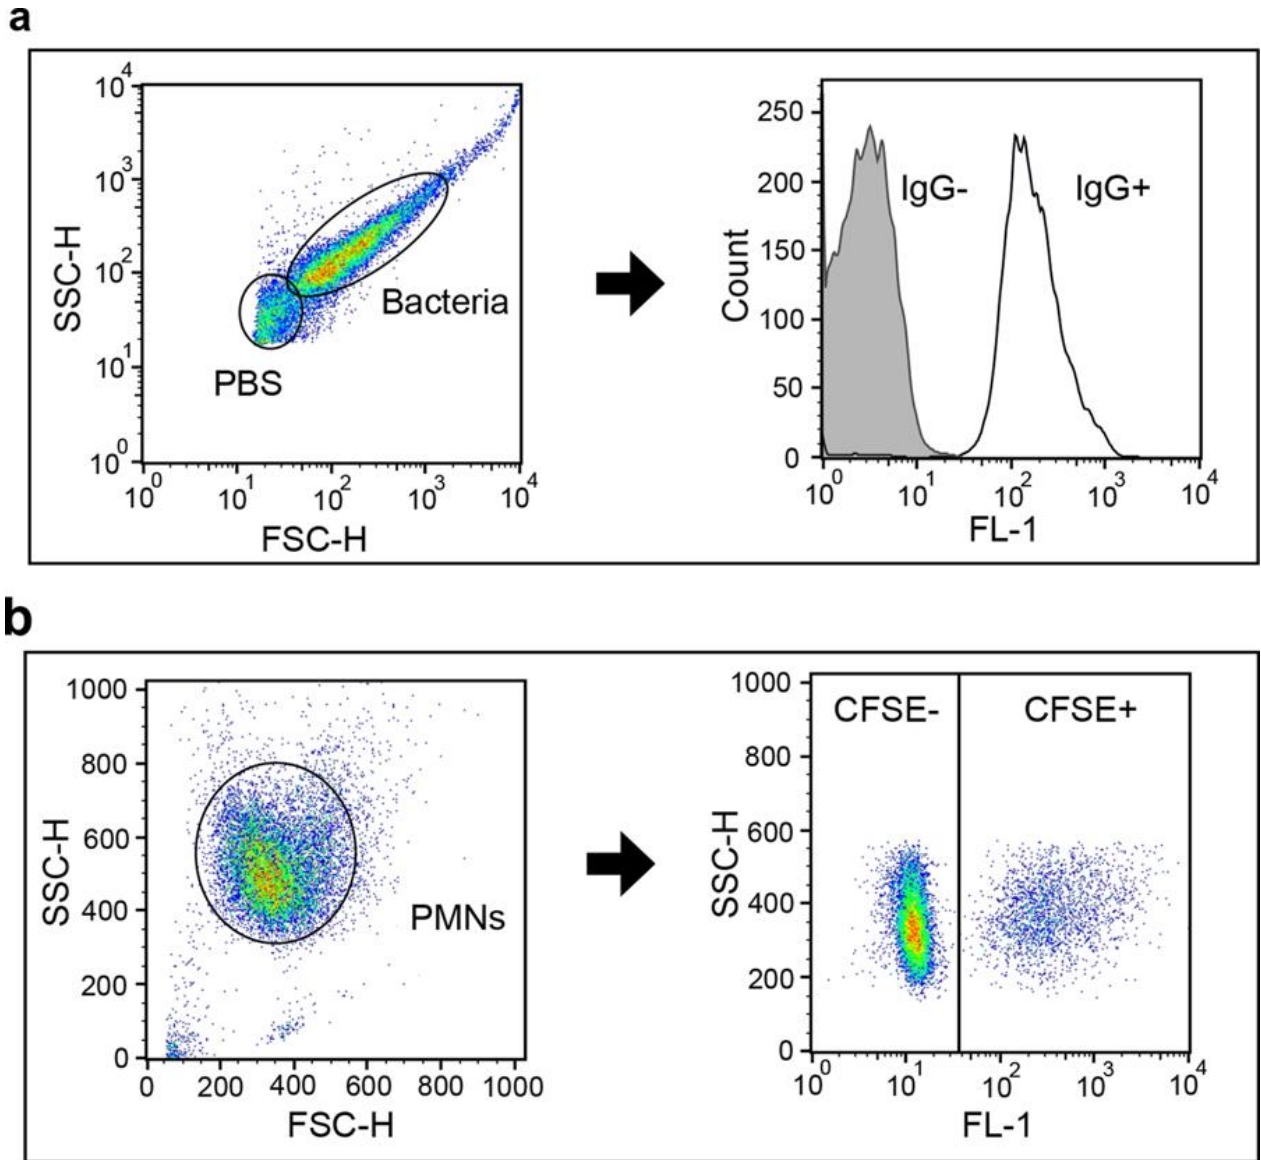 a
10^4
10^3
10^2
10^1
10^0
SSC-H
PBS
Bacteria
10^0 10^1 10^2 10^3 10^4
FSC-H
250
200
150
100
50
0
Count
IgG- IgG+
10^0 10^1 10^2 10^3 10^4
FL-1
b
1000
800
600
400
200
0
SSC-H
PMNs
0 200 400 600 800 1000
FSC-H
1000
800
600
400
200
0
SSC-H
CFSE- CFSE+
10^0 10^1 10^2 10^3 10^4
FL-1